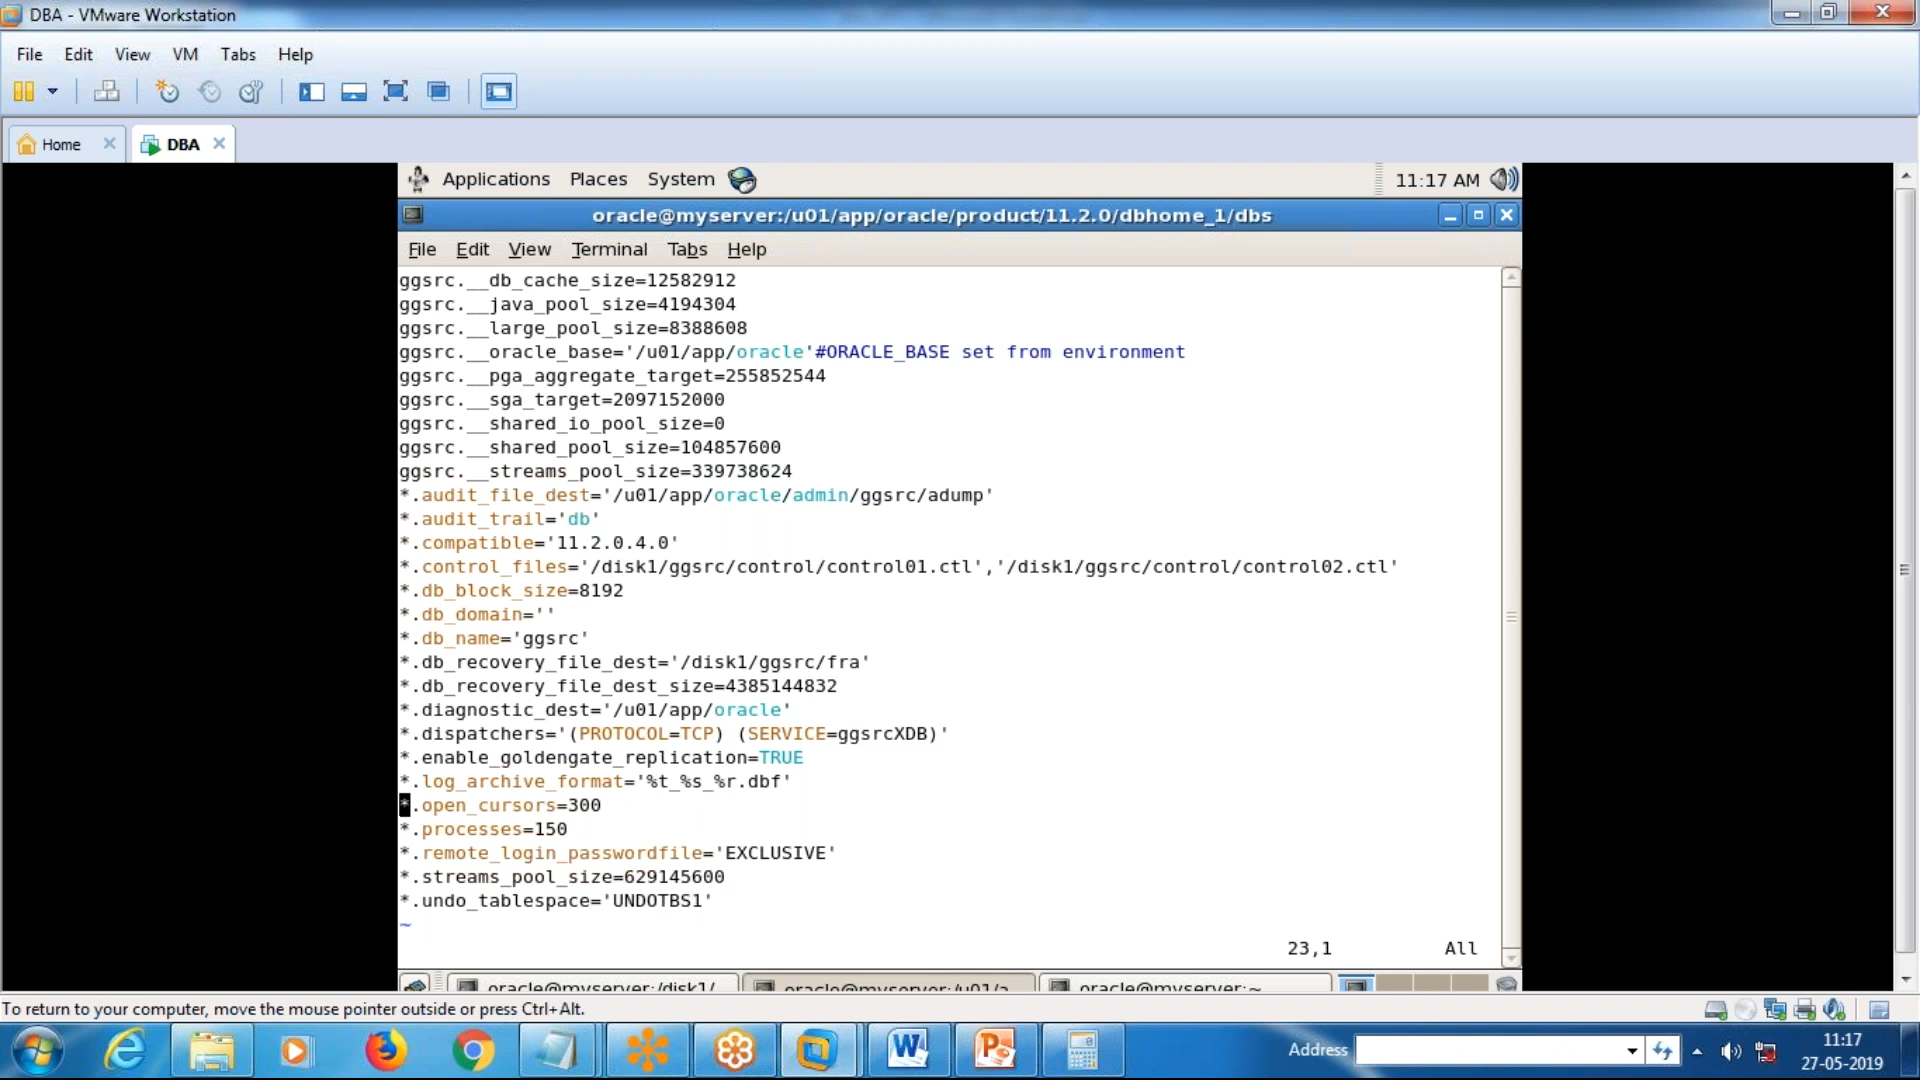 DBA - VMware Workstation
File Edit View VM Tabs Help
Home DBA
Applications Places System 11:17 AM
oracle@myserver:/u01/app/oracle/product/11.2.0/dbhome_1/dbs
File Edit View Terminal Tabs Help
ggsrc.__db_cache_size=12582912
ggsrc.__java_pool_size=4194304
ggsrc.__large_pool_size=8388608
ggsrc.__oracle_base='/u01/app/oracle'#ORACLE_BASE set from environment
ggsrc.__pga_aggregate_target=255852544
ggsrc.__sga_target=2097152000
ggsrc.__shared_io_pool_size=0
ggsrc.__shared_pool_size=104857600
ggsrc.__streams_pool_size=339738624
*.audit_file_dest='/u01/app/oracle/admin/ggsrc/adump'
*.audit_trail='db'
*.compatible='11.2.0.4.0'
*.control_files='/disk1/ggsrc/control/control01.ctl','/disk1/ggsrc/control/control02.ctl'
*.db_block_size=8192
*.db_domain=''
*.db_name='ggsrc'
*.db_recovery_file_dest='/disk1/ggsrc/fra'
*.db_recovery_file_dest_size=4385144832
*.diagnostic_dest='/u01/app/oracle'
*.dispatchers='(PROTOCOL=TCP) (SERVICE=ggsrcXDB)'
*.enable_goldengate_replication=TRUE
*.log_archive_format='%t_%s_%r.dbf'
*.open_cursors=300
*.processes=150
*.remote_login_passwordfile='EXCLUSIVE'
*.streams_pool_size=629145600
*.undo_tablespace='UNDOTBS1'
~
23,1 All
oracle@myserver:/disk1/ oracle@myserver:/u01/a oracle@myserver:~
To return to your computer, move the mouse pointer outside or press Ctrl+Alt.
Address
11:17
27-05-2019